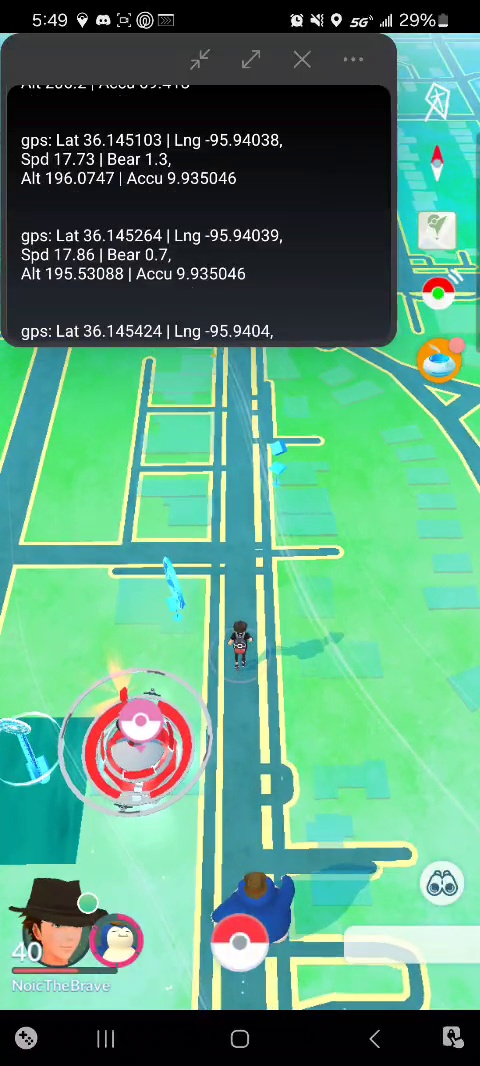 5:49
5G
29%
gps: Lat 36.145103 | Lng -95.94038,
Spd 17.73 | Bear 1.3,
Alt 196.0747 | Accu 9.935046
gps: Lat 36.145264 | Lng -95.94039,
Spd 17.86 | Bear 0.7,
Alt 195.53088 | Accu 9.935046
gps: Lat 36.145424 | Lng -95.9404,
40
NoicTheBrave